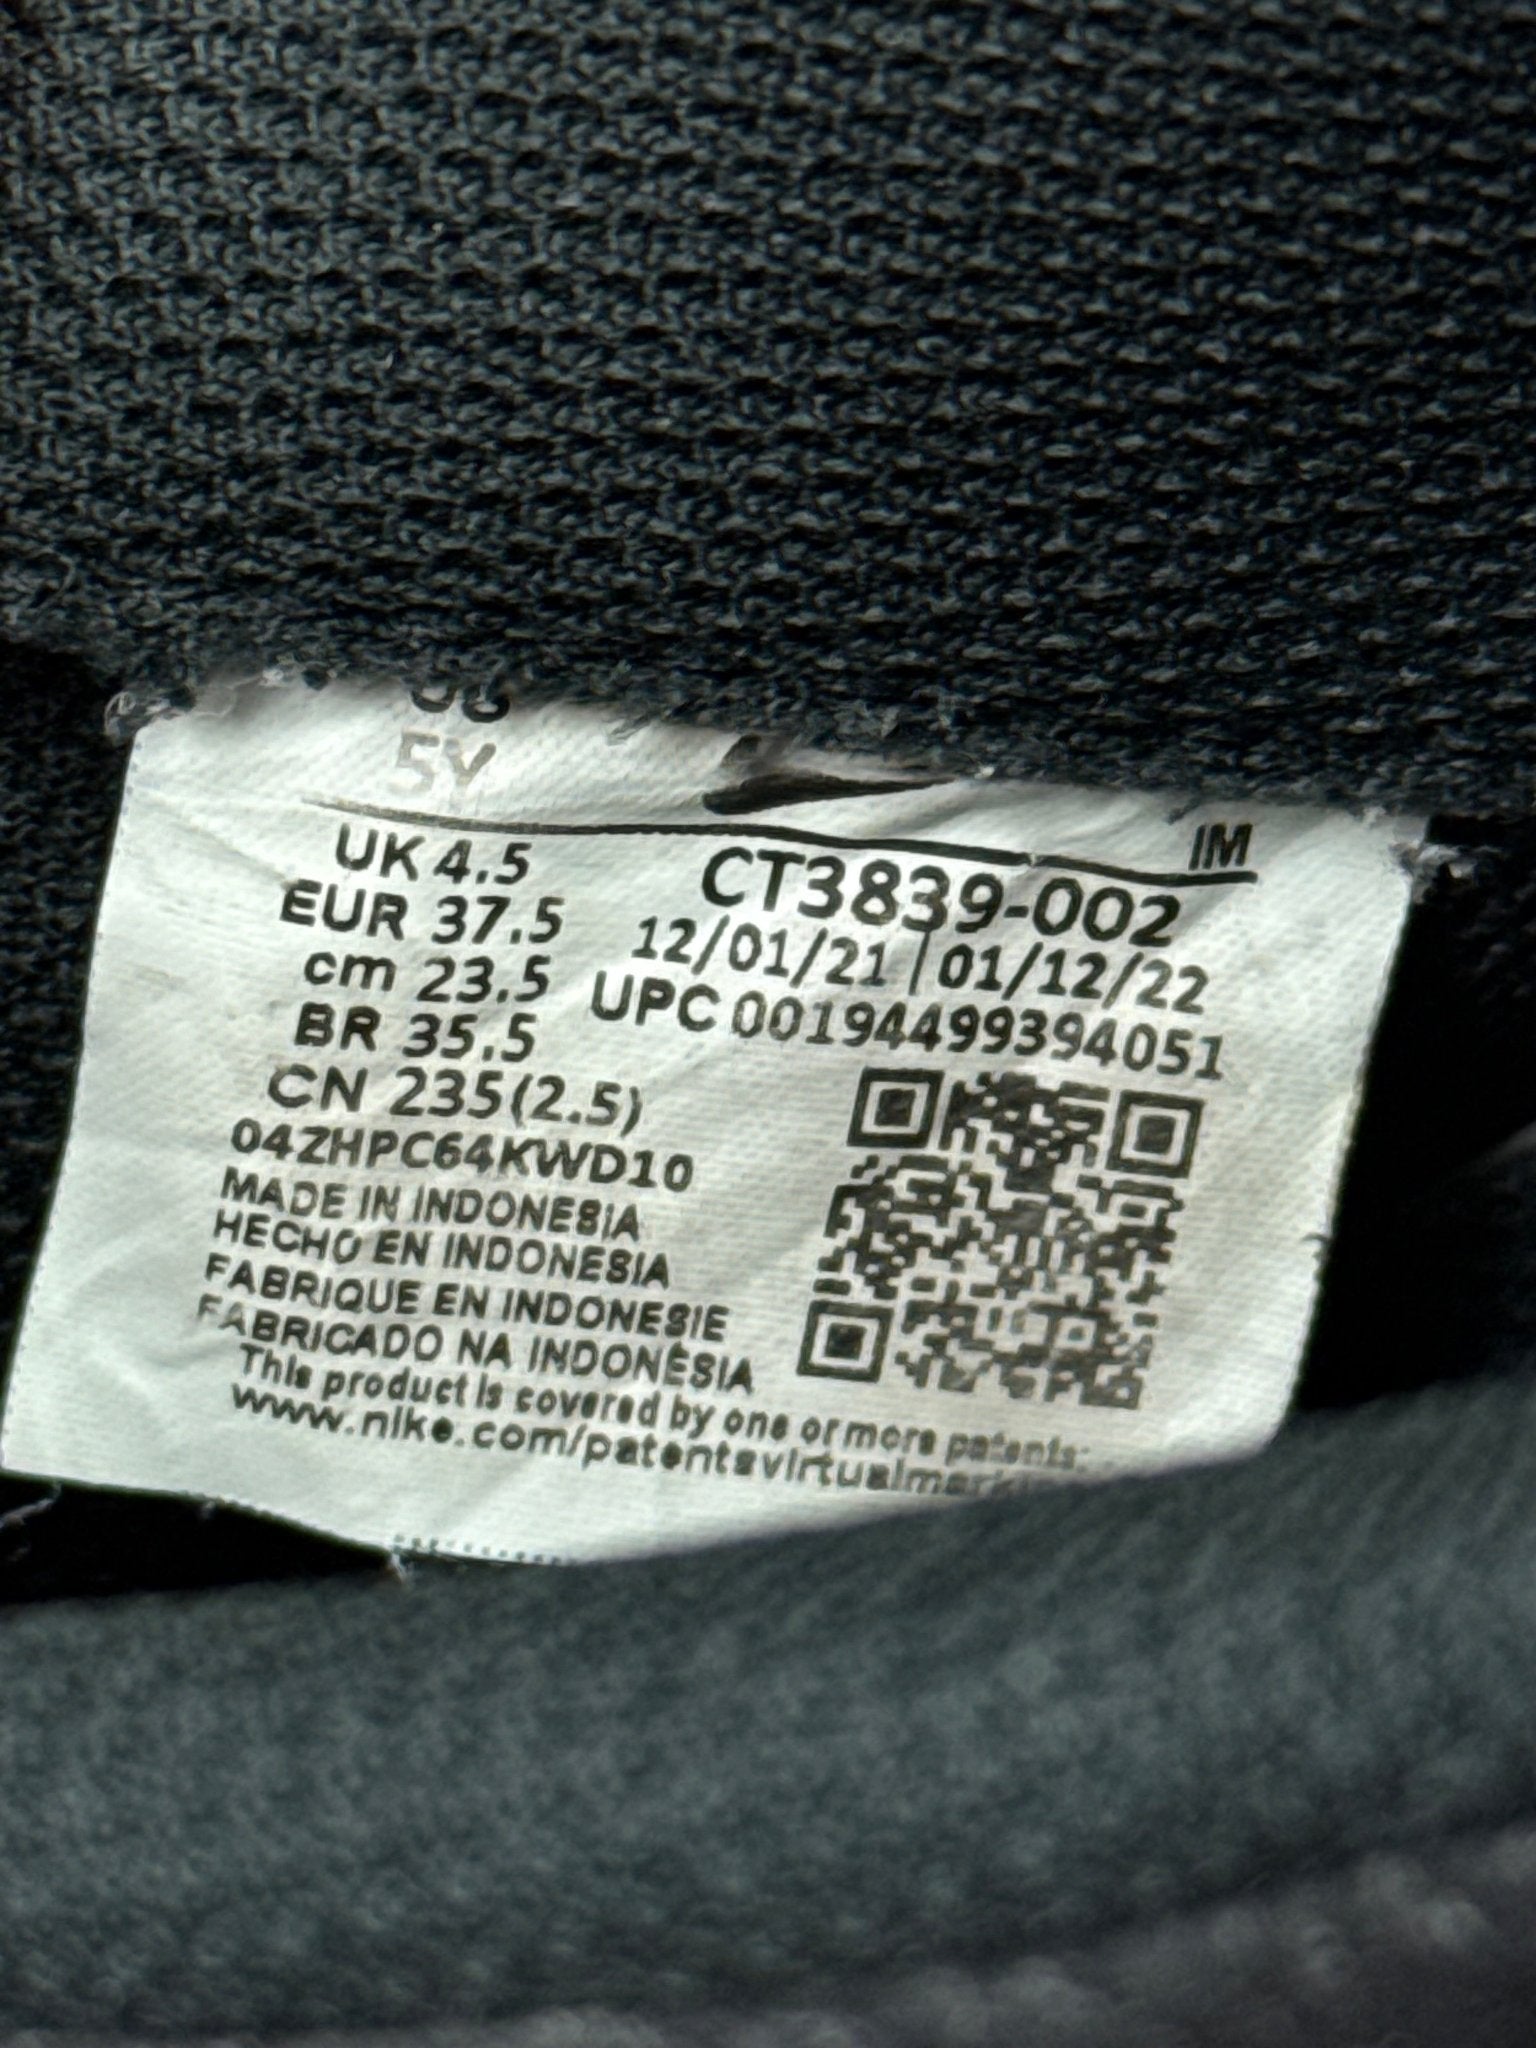 5Y
IM
UK 4.5
EUR 37.5
cm 23.5
BR 35.5
CN 235(2.5)
04ZHPC64KWD10
MADE IN INDONESIA
HECHO EN INDONESIA
FABRIQUE EN INDONESIE
FABRICADO NA INDONÉSIA
CT3839-002
12/01/21 | 01/12/22
UPC 00194499394051
This product is covered by one or more patents:
www.nike.com/patentsvirtualmark